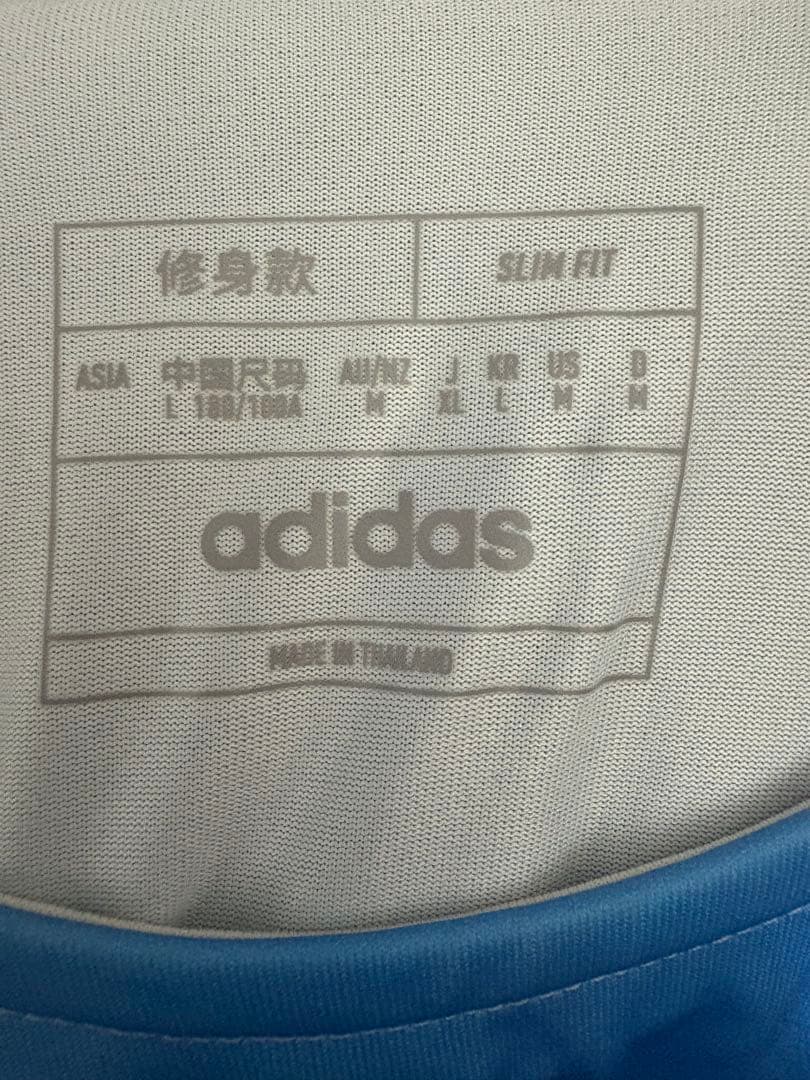 修身款 SLIM FIT
ASIA 中国尺码 AU/NZ J KR US D
L 180/100A M XL L M M
adidas
MADE IN THAILAND